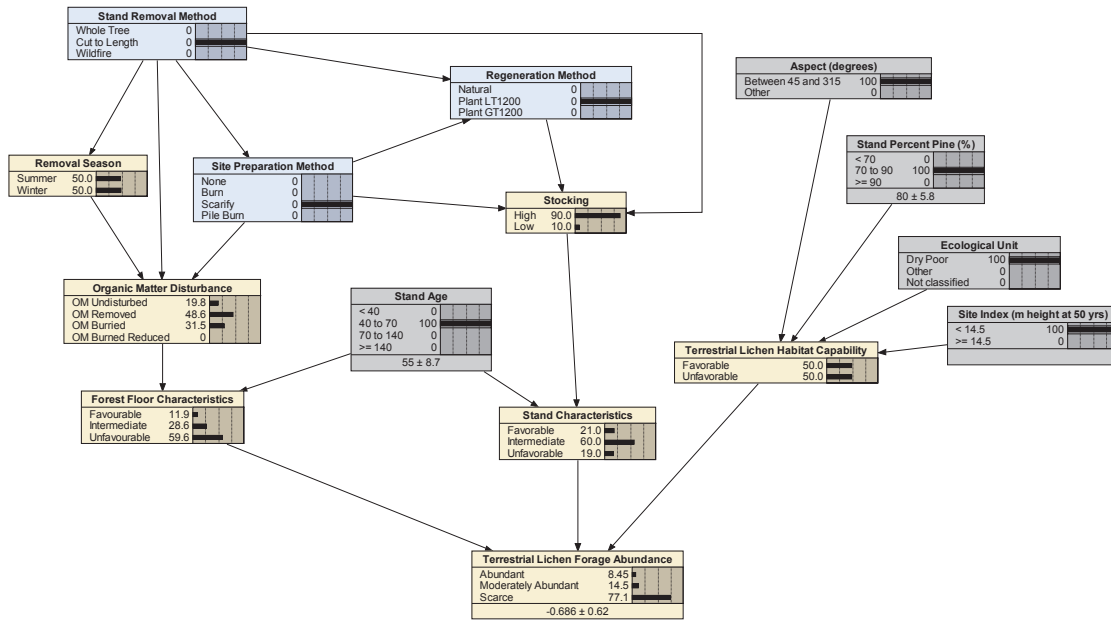 Stand Removal Method
Whole Tree 0
Cut to Length 0
Wildfire 0
Regeneration Method
Natural 0
Plant LT1200 0
Plant GT1200 0
Aspect (degrees)
Between 45 and 315 100
Other 0
Stand Percent Pine (%)
< 70 0
70 to 90 100
>= 90 0
80 ± 5.8
Removal Season
Summer 50.0
Winter 50.0
Site Preparation Method
None 0
Burn 0
Scarify 0
Pile Burn 0
Stocking
High 90.0
Low 10.0
Ecological Unit
Dry Poor 100
Other 0
Not classified 0
Organic Matter Disturbance
OM Undisturbed 19.8
OM Removed 48.6
OM Burried 31.5
OM Burned Reduced 0
Stand Age
< 40 0
40 to 70 100
70 to 140 0
>= 140 0
55 ± 8.7
Site Index (m height at 50 yrs)
< 14.5 100
>= 14.5 0
Terrestrial Lichen Habitat Capability
Favorable 50.0
Unfavorable 50.0
Forest Floor Characteristics
Favourable 11.9
Intermediate 28.6
Unfavourable 59.6
Stand Characteristics
Favorable 21.0
Intermediate 60.0
Unfavorable 19.0
Terrestrial Lichen Forage Abundance
Abundant 8.45
Moderately Abundant 14.5
Scarce 77.1
-0.686 ± 0.62